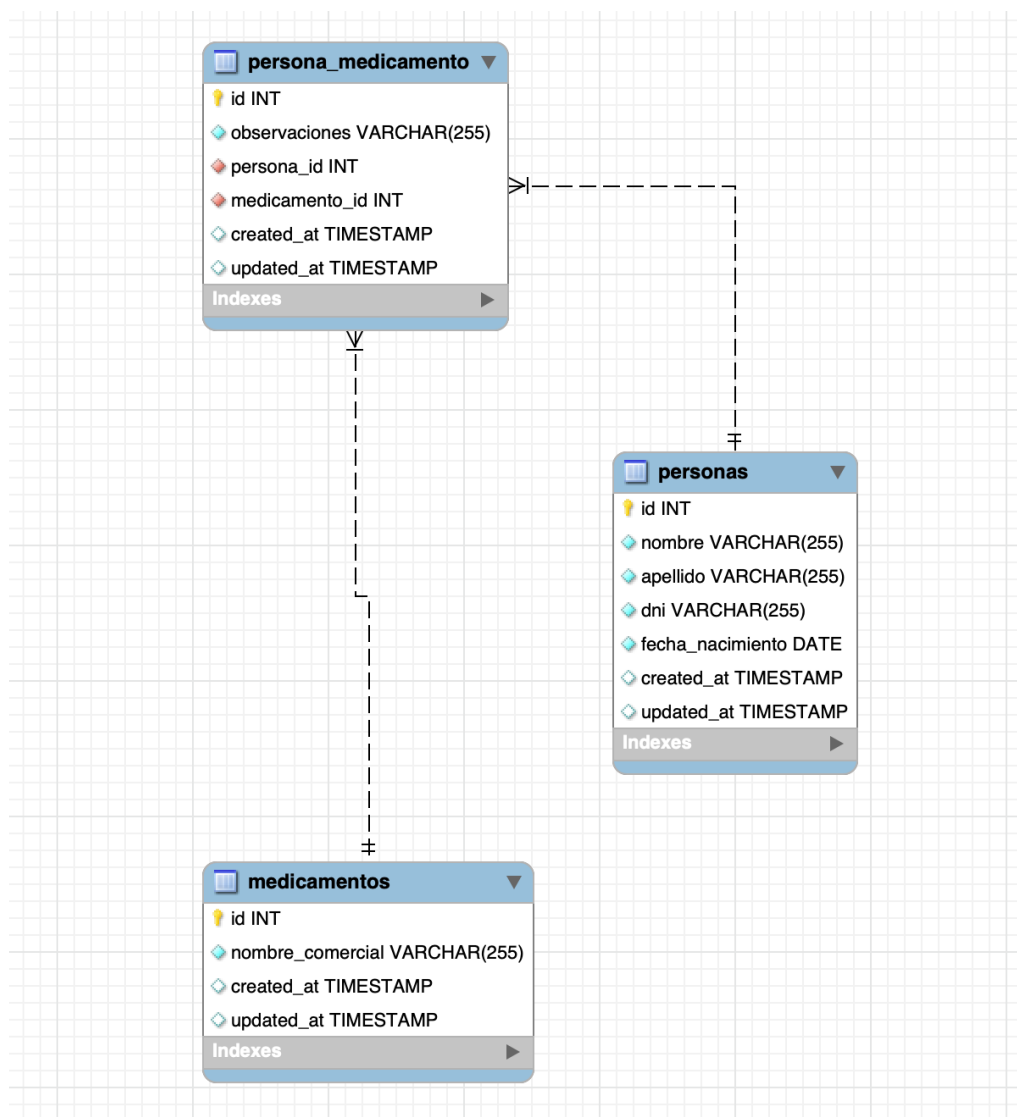 persona_medicamento
id INT
observaciones VARCHAR(255)
persona_id INT
medicamento_id INT
created_at TIMESTAMP
updated_at TIMESTAMP
Indexes
personas
id INT
nombre VARCHAR(255)
apellido VARCHAR(255)
dni VARCHAR(255)
fecha_nacimiento DATE
created_at TIMESTAMP
updated_at TIMESTAMP
Indexes
medicamentos
id INT
nombre_comercial VARCHAR(255)
created_at TIMESTAMP
updated_at TIMESTAMP
Indexes